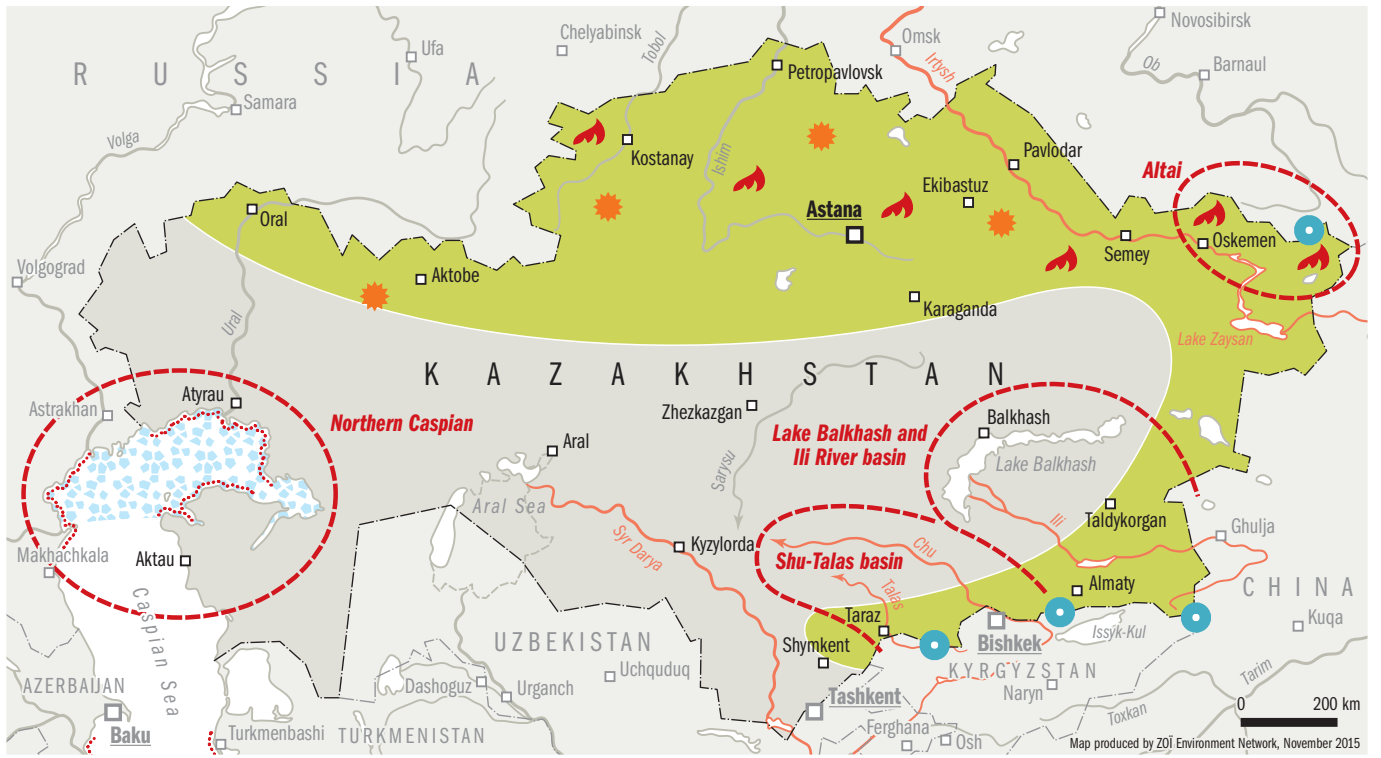 Novosibirsk
Chelyabinsk
Omsk
Ufa
Tobol
Irtysh
Ob
Barnaul
RUSSIA
Petropavlovsk
Samara
Volga
Kostanay
Ishim
Pavlodar
Altai
Ekibastuz
Astana
Oral
Oskemen
Semey
Volgograd
Aktobe
Karaganda
Ural
Lake Zaysan
KAZAKHSTAN
Atyrau
Astrakhan
Northern Caspian
Zhezkazgan
Balkhash
Lake Balkhash and
Ili River basin
Aral
Lake Balkhash
Sarysu
Aral Sea
Ili
Taldykorgan
Ghulja
Syr Darya
Kyzylorda
Chu
Makhachkala
Aktau
Shu-Talas basin
Almaty
CHINA
Talas
Caspian Sea
Taraz
Kuqa
UZBEKISTAN
Shymkent
Bishkek
Issyk-Kul
KYRGYZSTAN
Uchquduq
Tarim
AZERBAIJAN
Dashoguz
Urganch
Tashkent
Naryn
0 200 km
Toxkan
Baku
Turkmenbashi
TURKMENISTAN
Ferghana
Osh
Map produced by ZOÏ Environment Network, November 2015